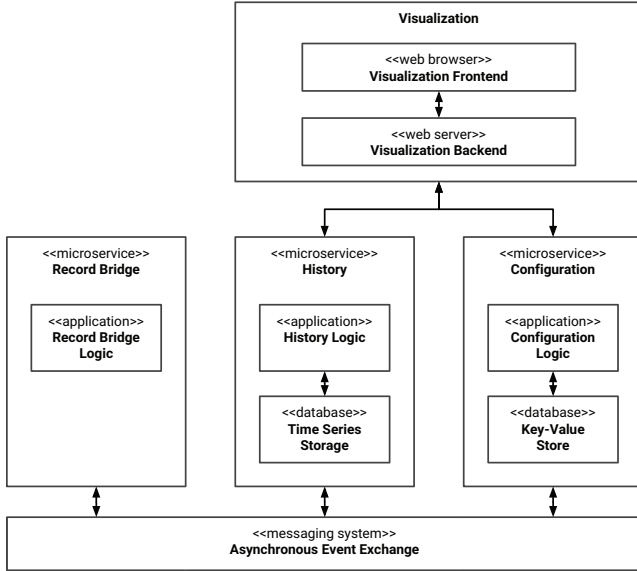 Visualization
<<web browser>>
Visualization Frontend
<<web server>>
Visualization Backend
<<microservice>>
Record Bridge
<<application>>
Record Bridge
Logic
<<microservice>>
History
<<application>>
History Logic
<<database>>
Time Series
Storage
<<microservice>>
Configuration
<<application>>
Configuration
Logic
<<database>>
Key-Value
Store
<<messaging system>>
Asynchronous Event Exchange